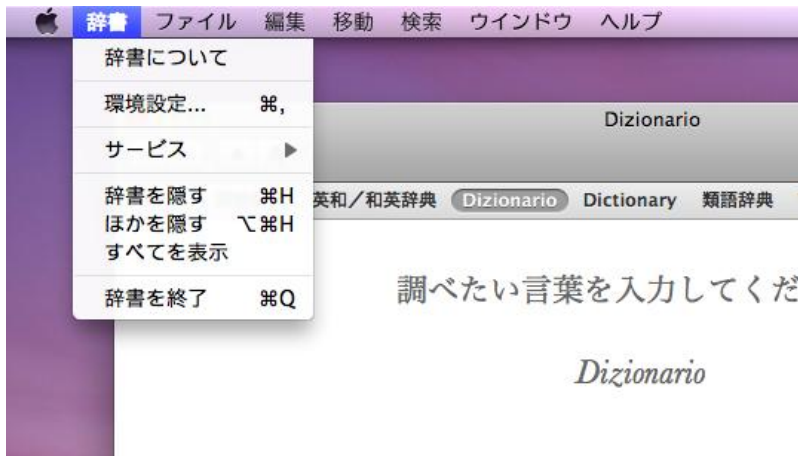 辞書 ファイル 編集 移動 検索 ウインドウ ヘルプ
辞書について
環境設定... ⌘,
サービス ▶
辞書を隠す ⌘H
ほかを隠す ⌥⌘H
すべてを表示
辞書を終了 ⌘Q
Dizionario
英和/和英辞典 Dizionario Dictionary 類語辞典
調べたい言葉を入力してくだ
Dizionario